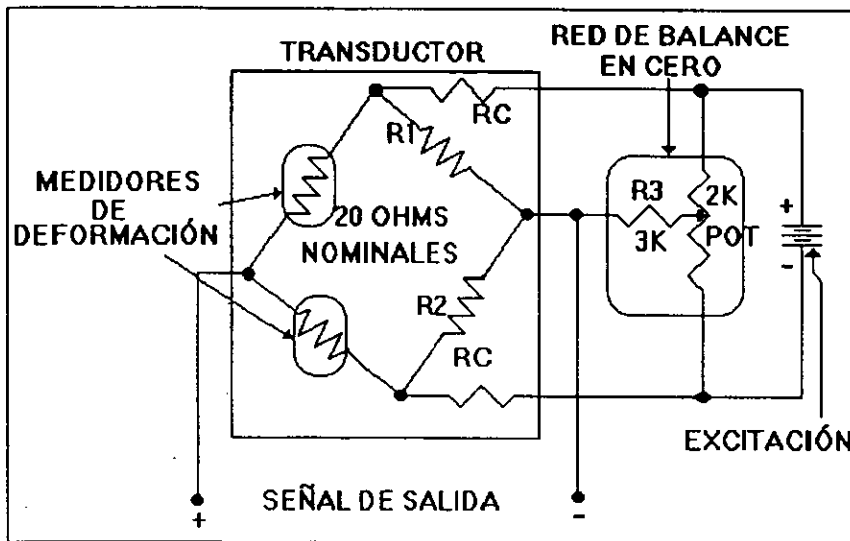 RED DE BALANCE
EN CERO
TRANSDUCTOR
RC
R1
MEDIDORES
DE
DEFORMACIÓN
20 OHMS
NOMINALES
R3
3K
2K
POT
+
-
R2
RC
EXCITACIÓN
SEÑAL DE SALIDA
+
-